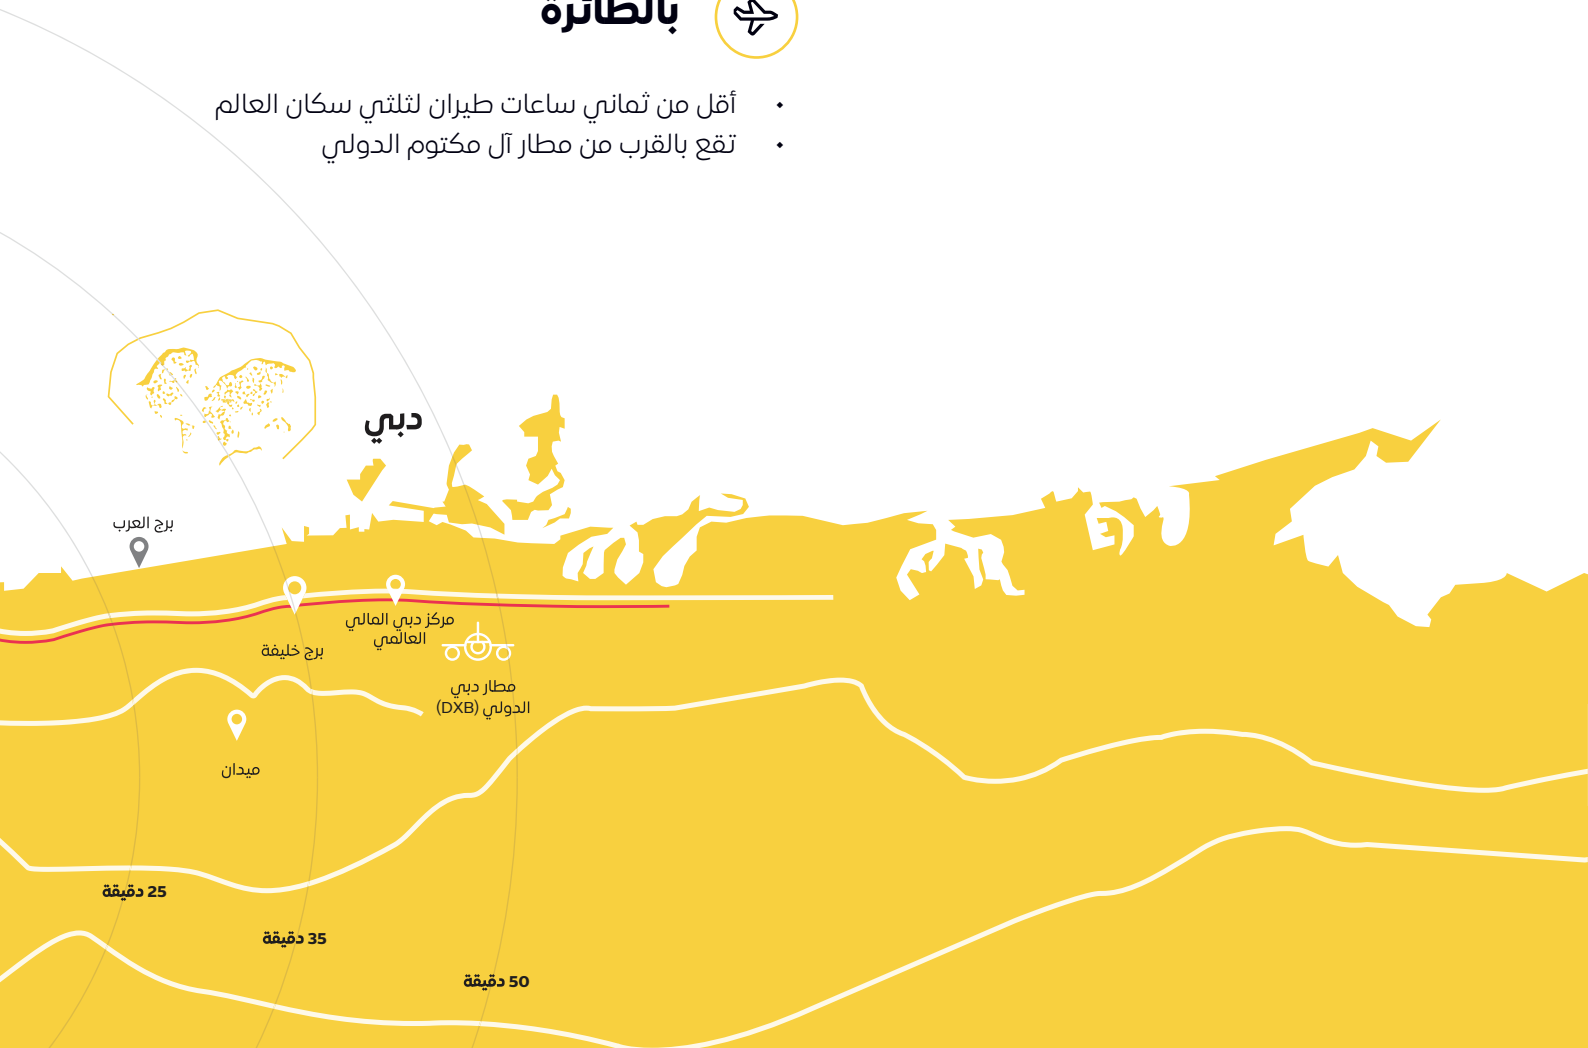 بالطائرة
أقل من ثماني ساعات طيران لثلثي سكان العالم
تقع بالقرب من مطار آل مكتوم الدولي
دبي
برج العرب
مركز دبي المالي
العالمي
برج خليفة
مطار دبي
الدولي (DXB)
ميدان
25 دقيقة
35 دقيقة
50 دقيقة